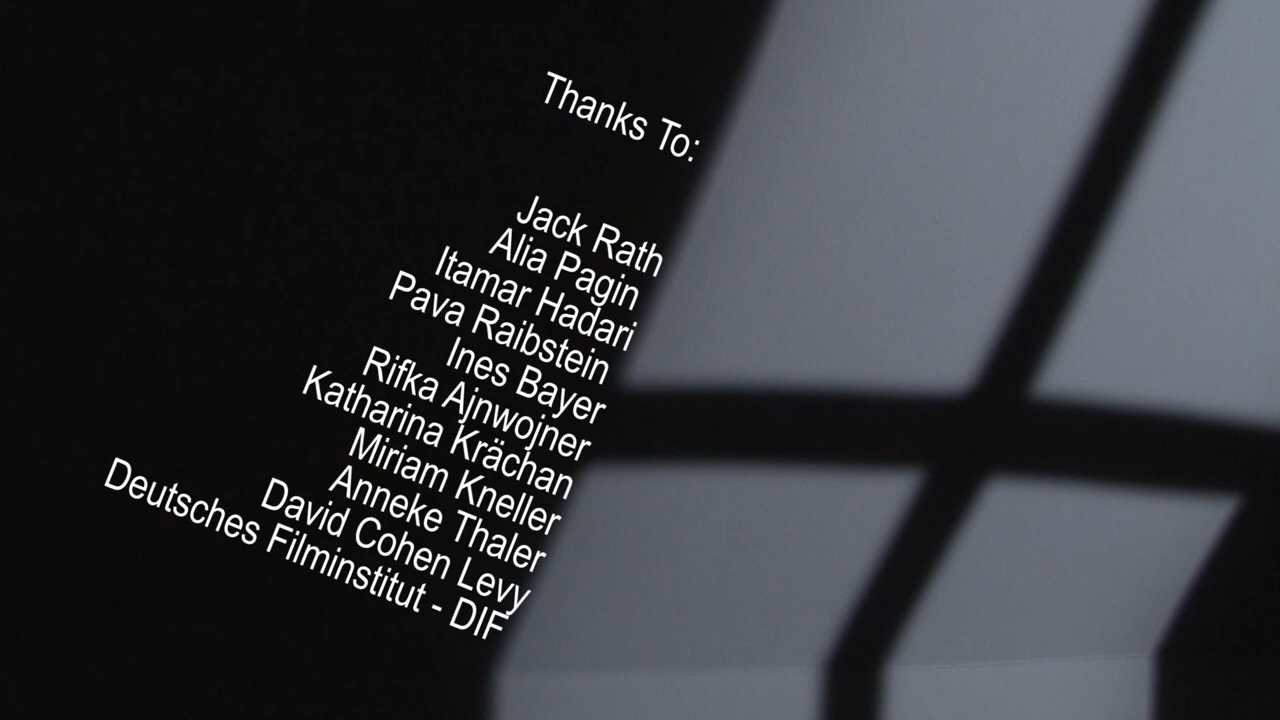 Thanks To:
Jack Rath
Alia Pagin
Itamar Hadari
Pava Raibstein
Ines Bayer
Rifka Ajnwojner
Katharina Krächan
Miriam Kneller
Anneke Thaler
David Cohen Levy
Deutsches Filminstitut - DIF